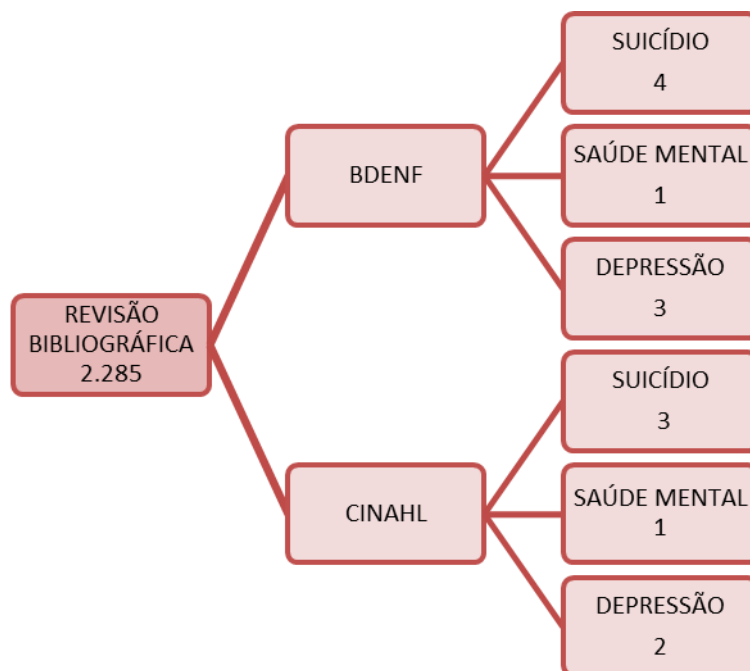 REVISÃO
BIBLIOGRÁFICA
2.285
BDENF
SUICÍDIO
4
SAÚDE MENTAL
1
DEPRESSÃO
3
CINAHL
SUICÍDIO
3
SAÚDE MENTAL
1
DEPRESSÃO
2